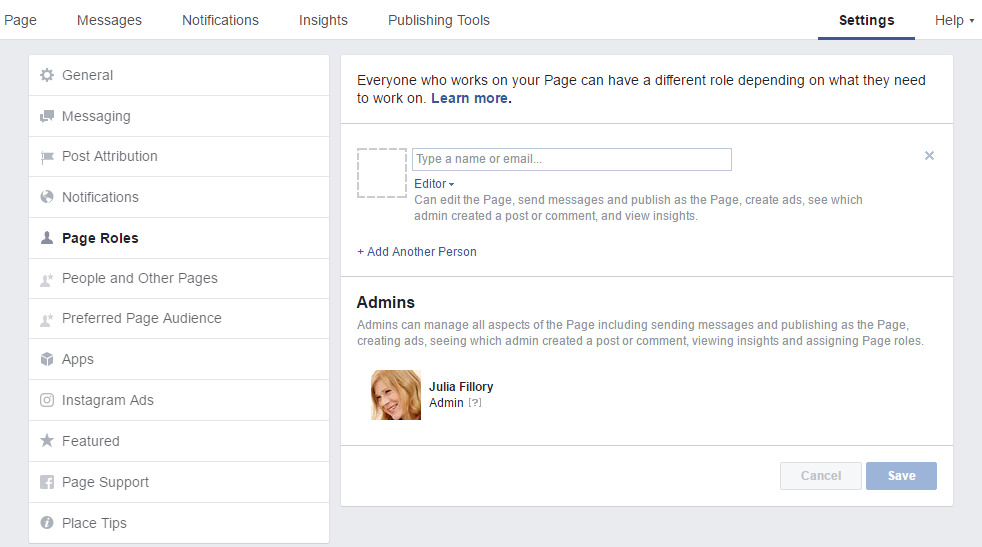 Page Messages Notifications Insights Publishing Tools Settings Help
General
Messaging
Post Attribution
Notifications
Page Roles
People and Other Pages
Preferred Page Audience
Apps
Instagram Ads
Featured
Page Support
Place Tips
Everyone who works on your Page can have a different role depending on what they need
to work on. Learn more.
Type a name or email...
Editor
Can edit the Page, send messages and publish as the Page, create ads, see which
admin created a post or comment, and view insights.
+ Add Another Person
Admins
Admins can manage all aspects of the Page including sending messages and publishing as the Page,
creating ads, seeing which admin created a post or comment, viewing insights and assigning Page roles.
Julia Fillory
Admin [?]
Cancel Save